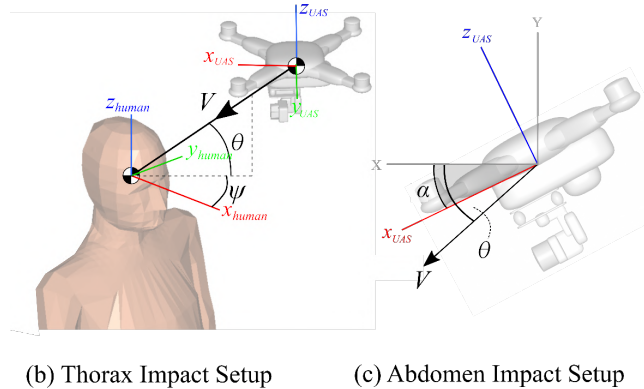 z_UAS
x_UAS
y_UAS
V
z_human
θ
y_human
ψ
x_human
z_UAS
Y
X
α
x_UAS
θ
V
(b) Thorax Impact Setup
(c) Abdomen Impact Setup